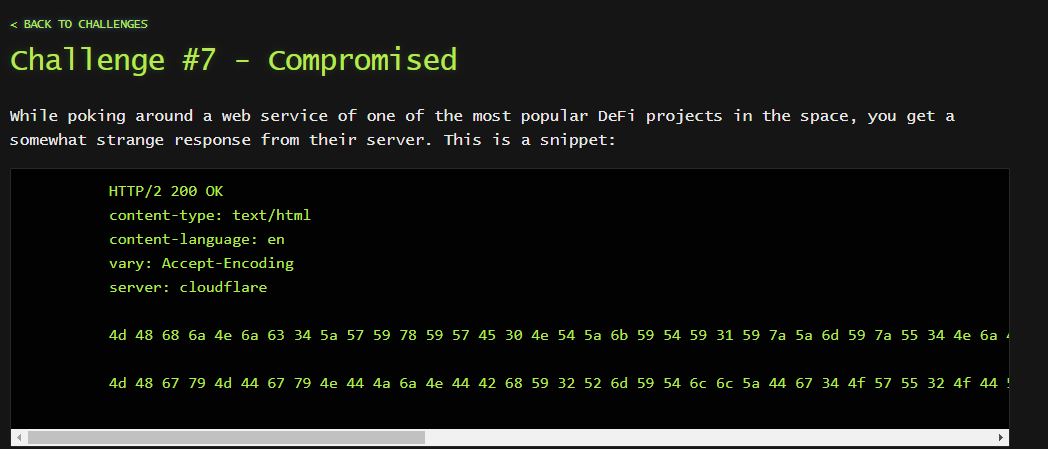 < BACK TO CHALLENGES
Challenge #7 - Compromised
While poking around a web service of one of the most popular DeFi projects in the space, you get a
somewhat strange response from their server. This is a snippet:
HTTP/2 200 OK
content-type: text/html
content-language: en
vary: Accept-Encoding
server: cloudflare
4d 48 68 6a 4e 6a 63 34 5a 57 59 78 59 57 45 30 4e 54 5a 6b 59 54 59 31 59 7a 5a 6d 59 7a 55 34 4e 6a
4d 48 67 79 4d 44 67 79 4e 44 4a 6a 4e 44 42 68 59 32 52 6d 59 54 6c 6c 5a 44 67 34 4f 57 55 32 4f 44